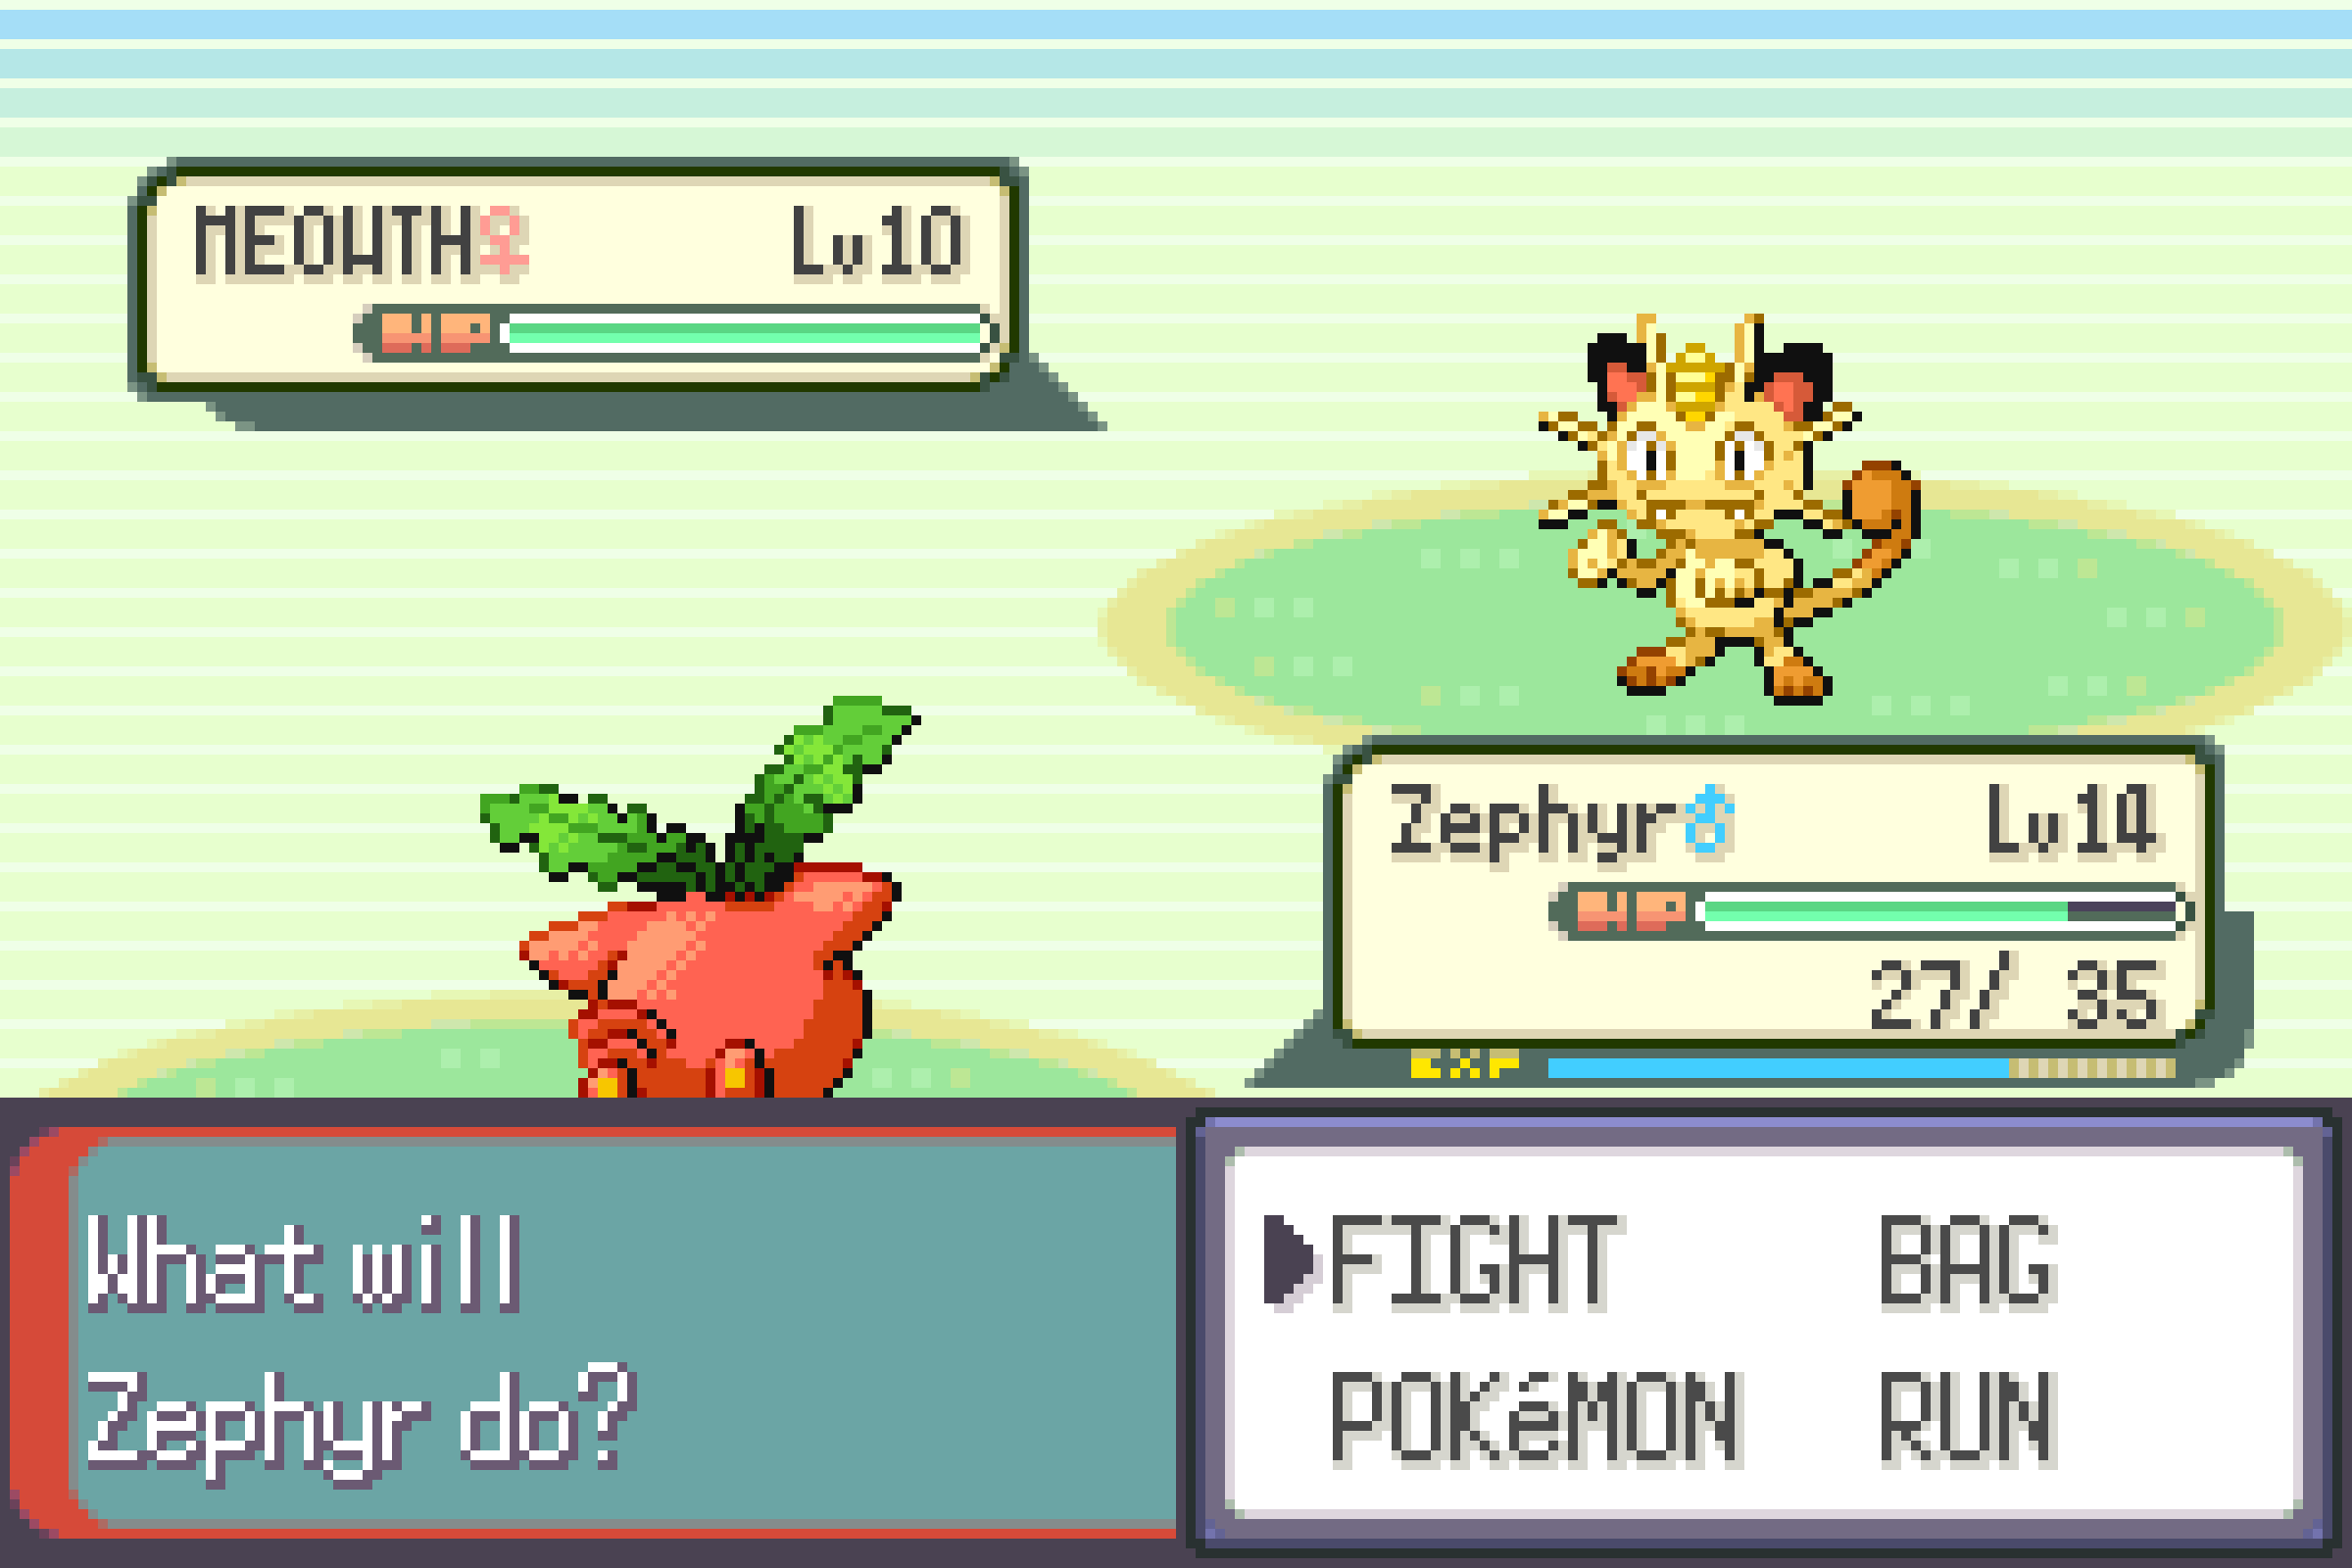 MEOWTH♀ Lv10
HP
Zephyr♂ Lv14
HP
27/ 35
EXP
What will
Zephyr do?
FIGHT BAG
POKéMON RUN